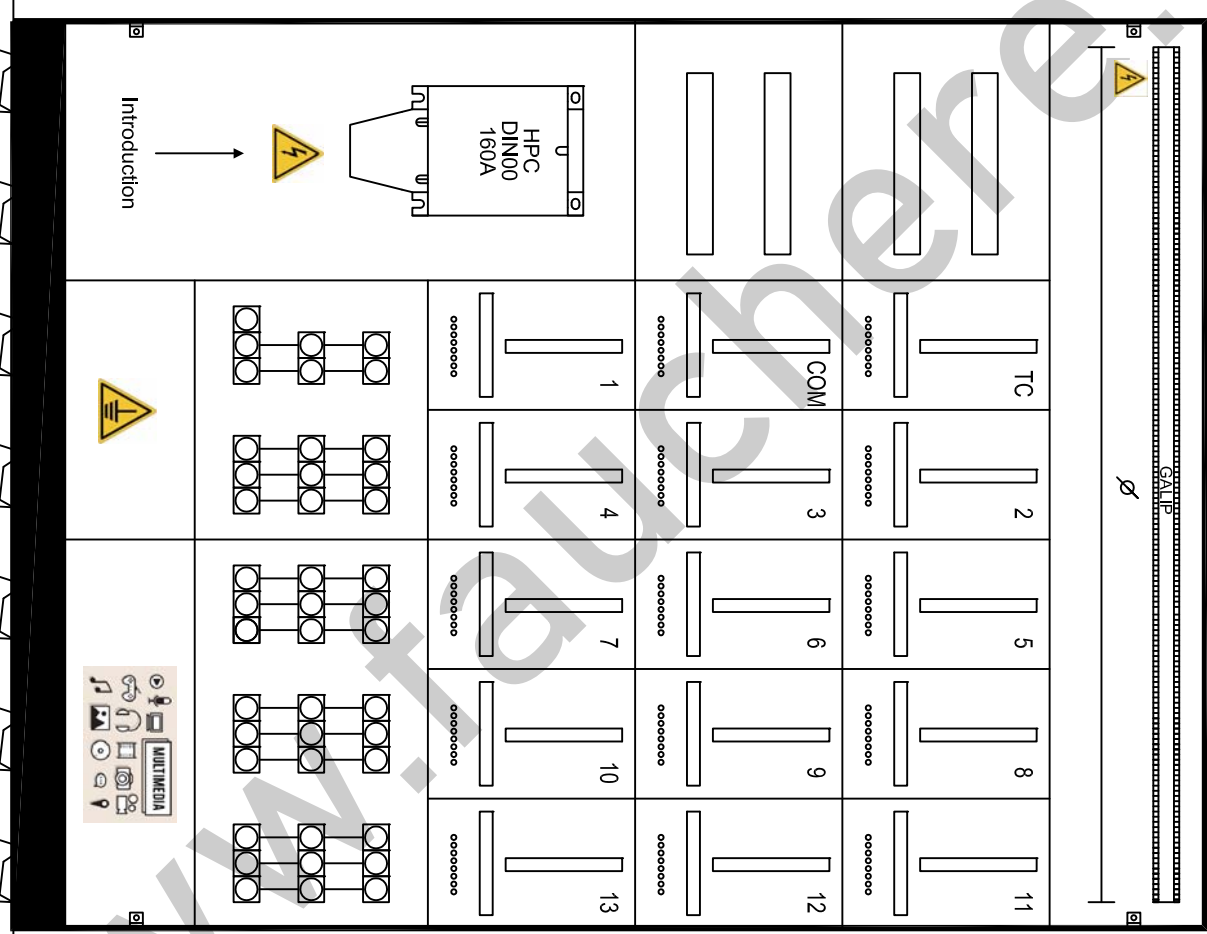 GALIP
Ø
TC
2
5
8
11
COM
3
6
9
12
HPC
DIN00
160A
1
4
7
10
13
Introduction
MULTIMEDIA
ww.fauchere.